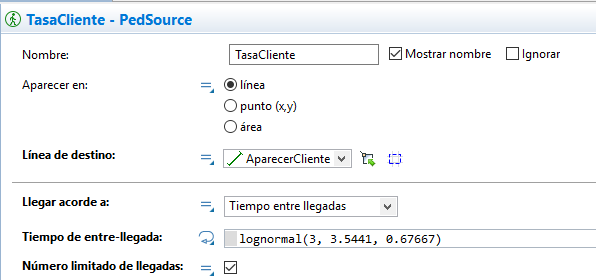 TasaCliente - PedSource
Nombre: TasaCliente Mostrar nombre Ignorar
Aparecer en: línea
punto (x,y)
área
Línea de destino: AparecerCliente
Llegar acorde a: Tiempo entre llegadas
Tiempo de entre-llegada: lognormal(3, 3.5441, 0.67667)
Número limitado de llegadas: